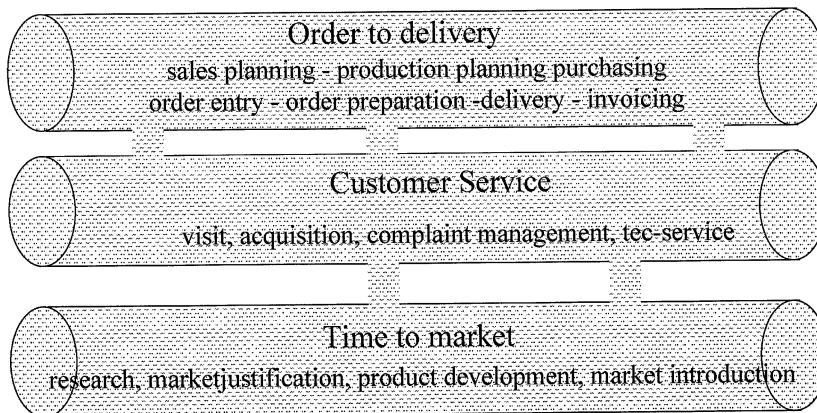 Order to delivery
sales planning - production planning purchasing
order entry - order preparation -delivery - invoicing
Customer Service
visit, acquisition, complaint management, tec-service
Time to market
research, marketjustification, product development, market introduction